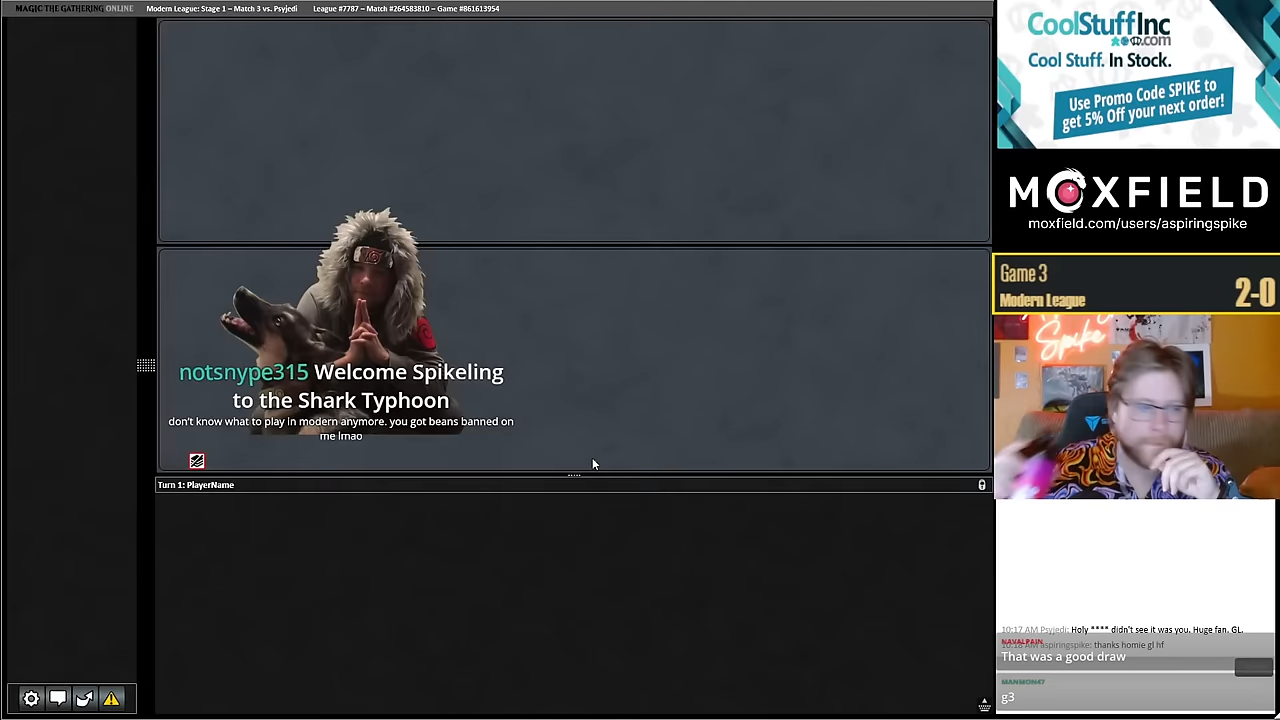 MAGIC THE GATHERING ONLINE Modern League: Stage 1 – Match 3 vs. Psyjedi League #7787 – Match #264583810 – Game #861613954
CoolStuffInc
.com
Cool Stuff. In Stock.
Use Promo Code SPIKE to
get 5% Off your next order!
MOXFIELD
moxfield.com/users/aspiringspike
Game 3
Modern League 2-0
Spike
notsnype315 Welcome Spikeling
to the Shark Typhoon
don't know what to play in modern anymore. you got beans banned on
me lmao
Turn 1: PlayerName
10:17 AM Psyjedi: Holy **** didn't see it was you. Huge fan. GL.
NAVALPAIN
10:18 AM aspiringspike: thanks homie gl hf
That was a good draw
MANMON47
g3